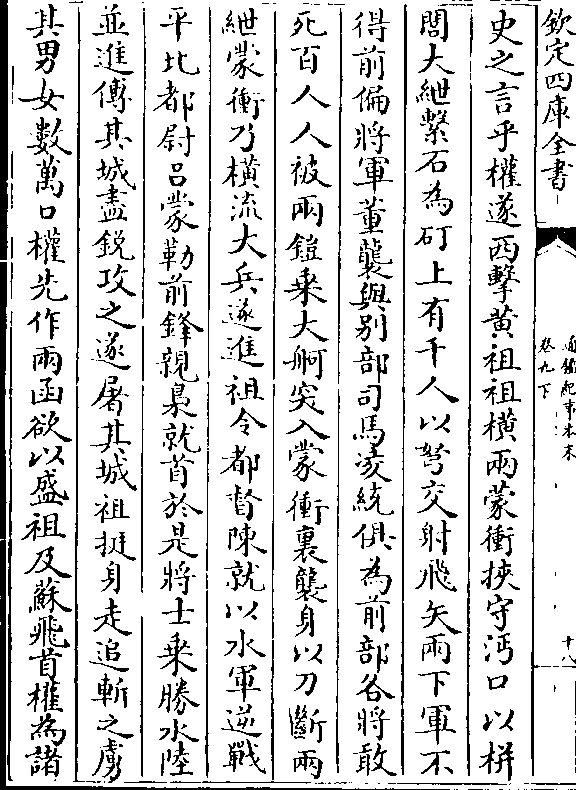 欽定四庫全書
通鑑紀事本末
卷九下
十八
史之言乎權遂西擊黄祖祖横兩蒙衝挾守沔口以栟
閭大紲繫石為矴上有千人以弩交射飛矢雨下軍不
得前偏將軍董襲與别部司馬凌統俱為前部各將敢
死百人人被兩鎧乗大舸突入蒙衝裏襲身以刀斷兩
紲蒙衝乃横流大兵遂進祖令都督陳就以水軍逆戰
平北都尉呂蒙勒前鋒親梟就首於是將士乗勝水陸
並進傅其城盡鋭攻之遂屠其城祖挺身走追斬之虜
其男女數萬口權先作兩函欲以盛祖及蘇飛首權為諸